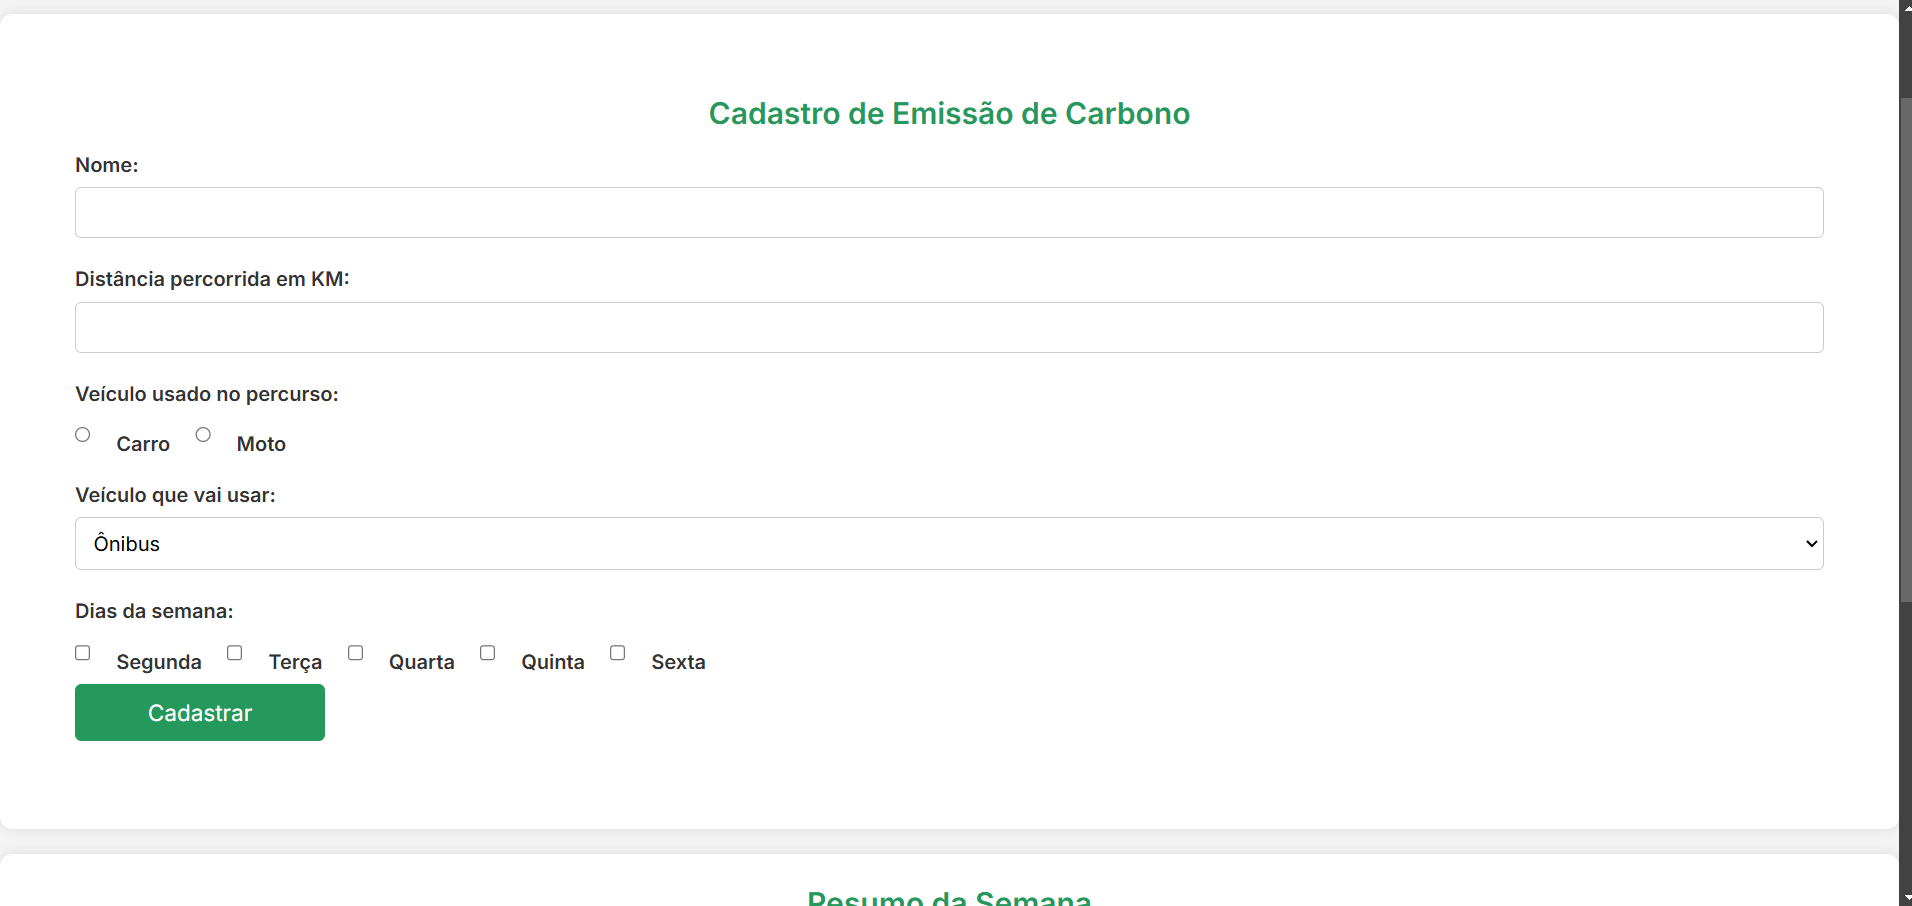 Cadastro de Emissão de Carbono
Nome:
Distância percorrida em KM:
Veículo usado no percurso:
Carro Moto
Veículo que vai usar:
Ônibus
Dias da semana:
Segunda Terça Quarta Quinta Sexta
Cadastrar
Resumo da Semana